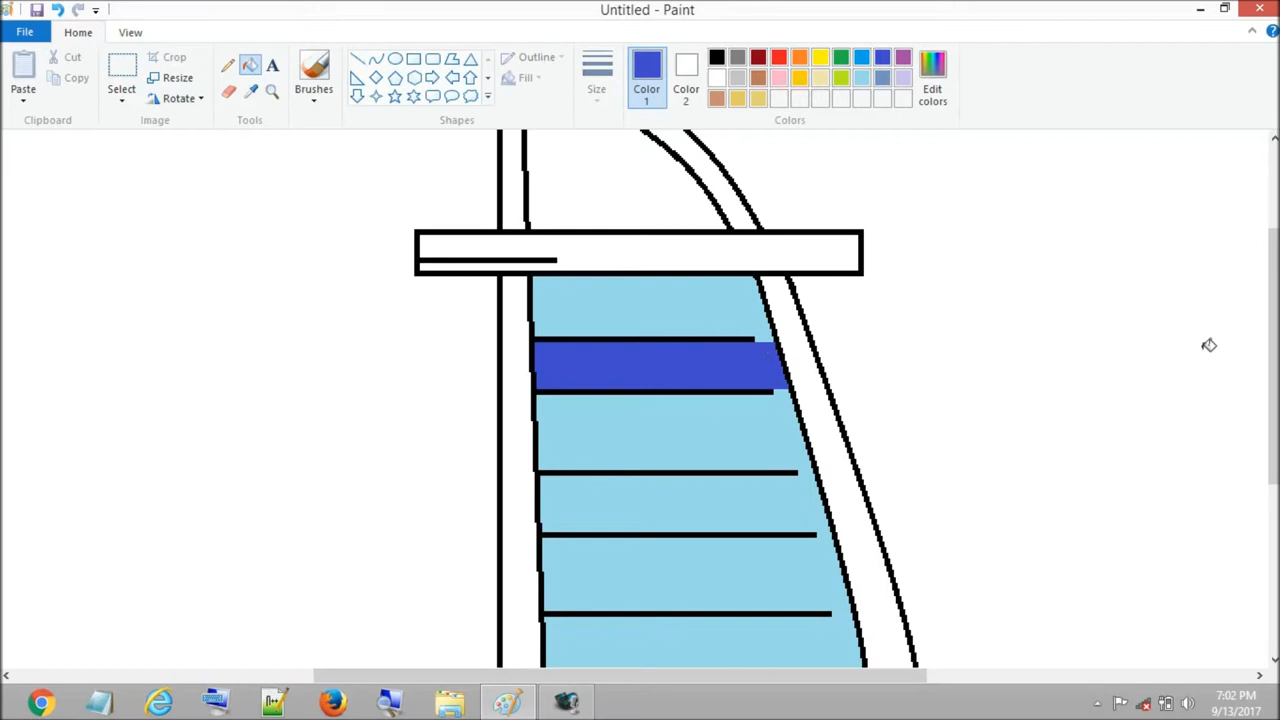 Untitled - Paint
File Home View
Paste
Cut
Copy
Clipboard
Select
Crop
Resize
Rotate
Image
A
Tools
Brushes
Outline
Fill
Shapes
Size
Color 1
Color 2
Edit colors
Colors
7:02 PM
9/13/2017